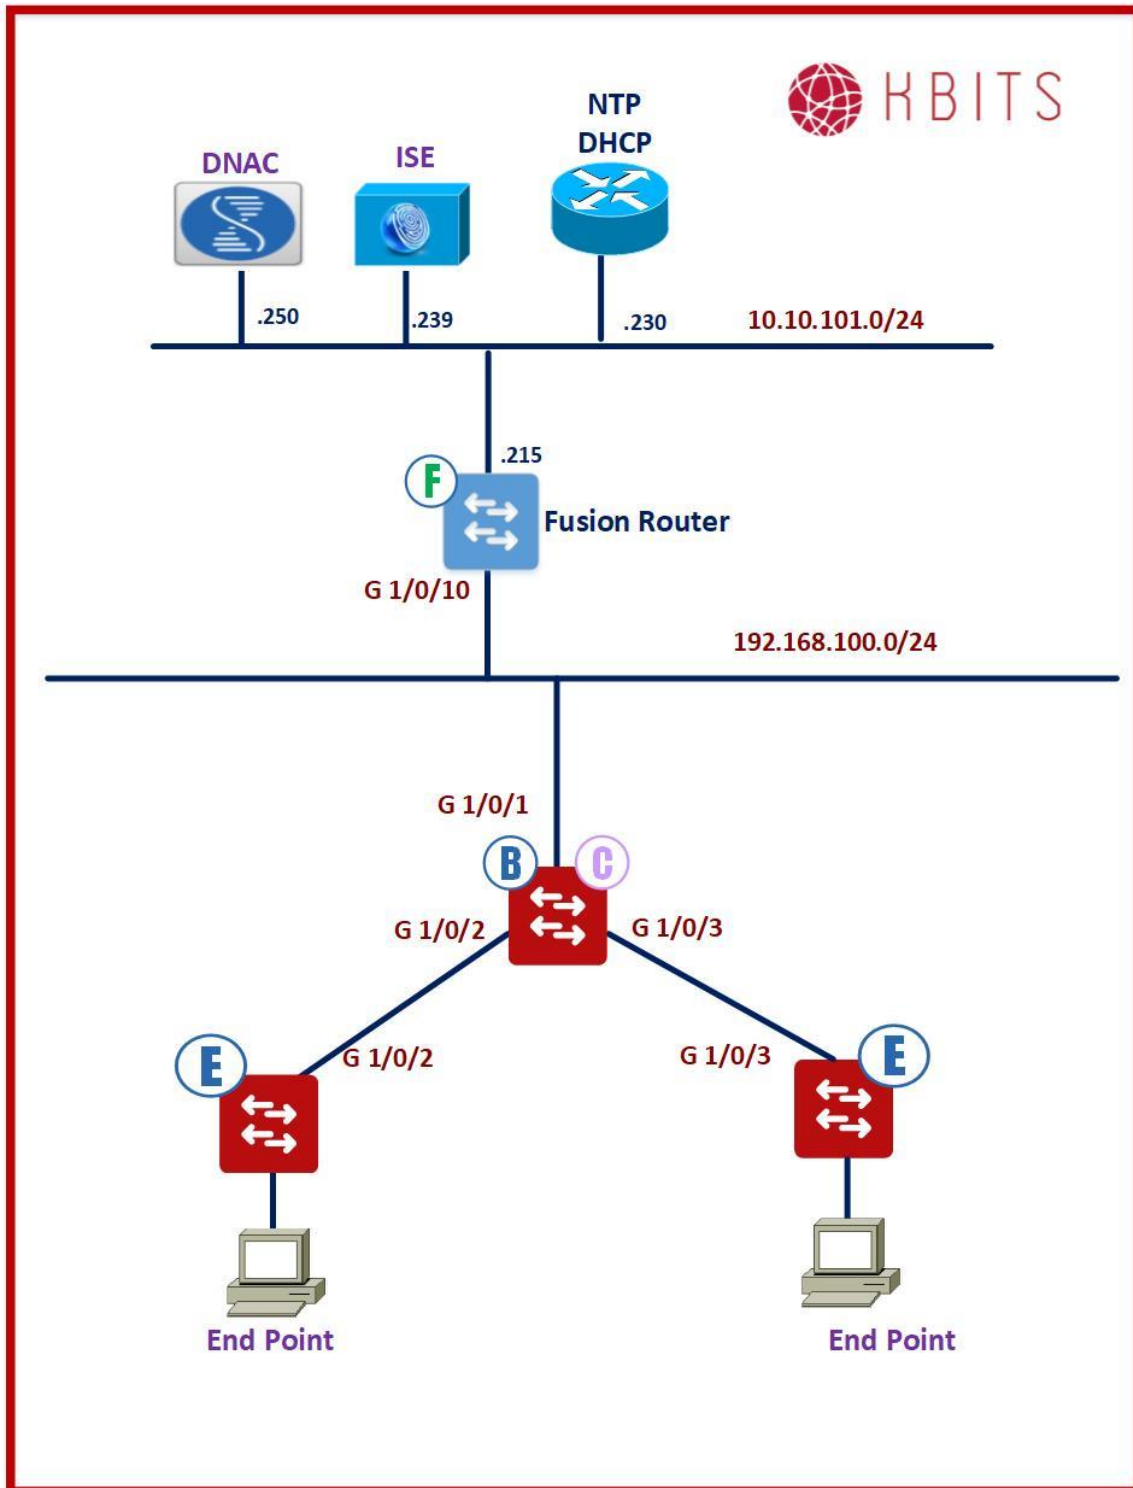 KBITS
NTP
DHCP
DNAC
ISE
.250
.239
.230
10.10.101.0/24
.215
F
Fusion Router
G 1/0/10
192.168.100.0/24
G 1/0/1
B
C
G 1/0/2
G 1/0/3
E
G 1/0/2
G 1/0/3
E
End Point
End Point